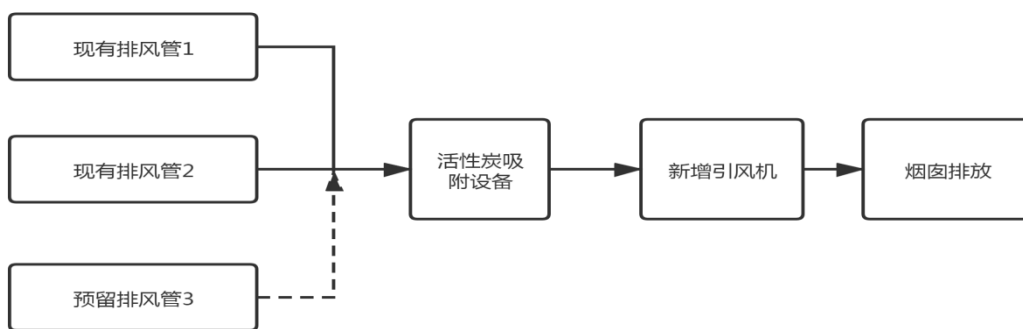 现有排风管1
现有排风管2
活性炭吸
附设备
新增引风机
烟囱排放
预留排风管3